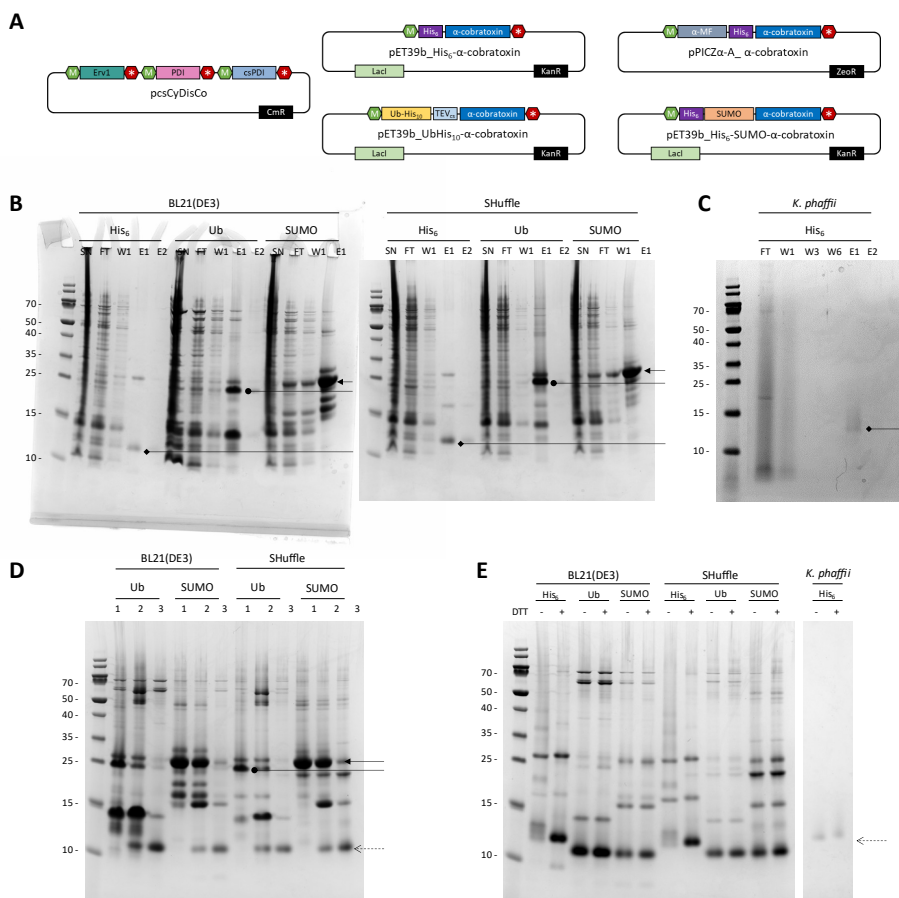 A
M Erv1 * M PDI * M csPDI *
pcsCyDisCo
CmR
M His₆ α-cobratoxin *
pET39b_His₆-α-cobratoxin
LacI KanR
M α-MF His₆ α-cobratoxin *
pPICZα-A_ α-cobratoxin
ZeoR
M Ub-His₁₀ TEVcs α-cobratoxin *
pET39b_UbHis₁₀-α-cobratoxin
LacI KanR
M His₆ SUMO α-cobratoxin *
pET39b_His₆-SUMO-α-cobratoxin
LacI KanR
B
BL21(DE3) SHuffle
His₆ Ub SUMO His₆ Ub SUMO
SN FT W1 E1 E2 SN FT W1 E1 E2 SN FT W1 E1 SN FT W1 E1 E2 SN FT W1 E1 E2 SN FT W1 E1
70 -
50 -
40 -
35 -
25 -
15 -
10 -
70 -
50 -
40 -
35 -
25 -
15 -
10 -
C
K. phaffii
His₆
FT W1 W3 W6 E1 E2
70 -
50 -
40 -
35 -
25 -
15 -
10 -
D
BL21(DE3) SHuffle
Ub SUMO Ub SUMO
1 2 3 1 2 3 1 2 3 1 2 3
70 -
50 -
40 -
35 -
25 -
15 -
10 -
E
BL21(DE3) SHuffle K. phaffii
His₆ Ub SUMO His₆ Ub SUMO His₆
DTT - + - + - + - + - + - + - +
70 -
50 -
40 -
35 -
25 -
15 -
10 -